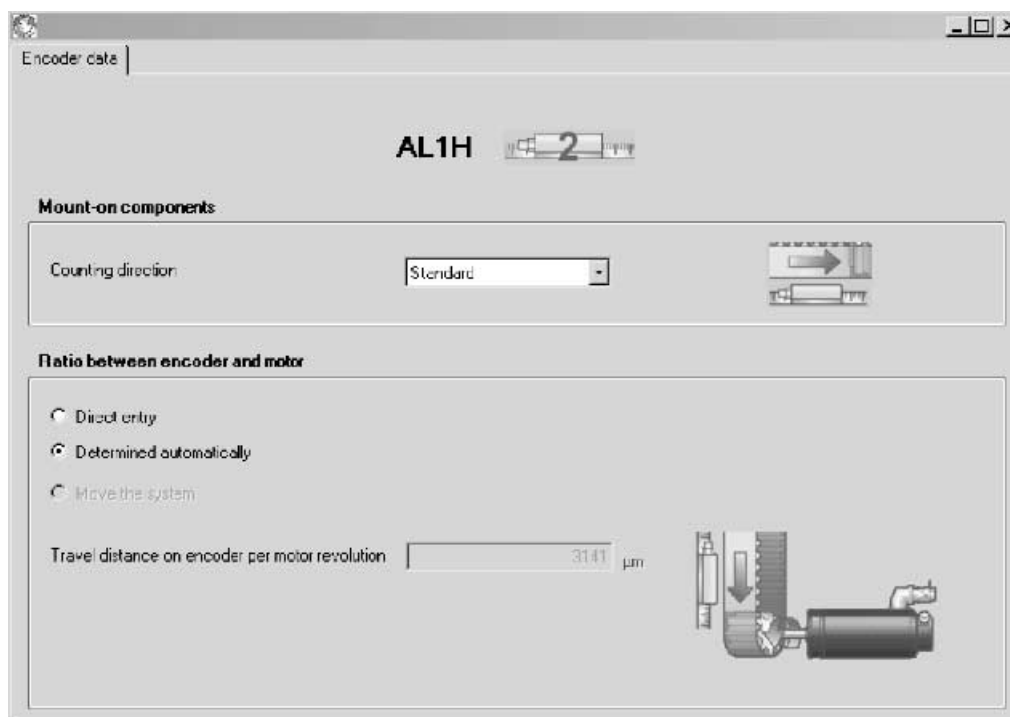 Encoder data
AL1H 2
Mount-on components
Counting direction Standard
Ratio between encoder and motor
Direct entry
Determined automatically
Move the system
Travel distance on encoder per motor revolution 3141 µm